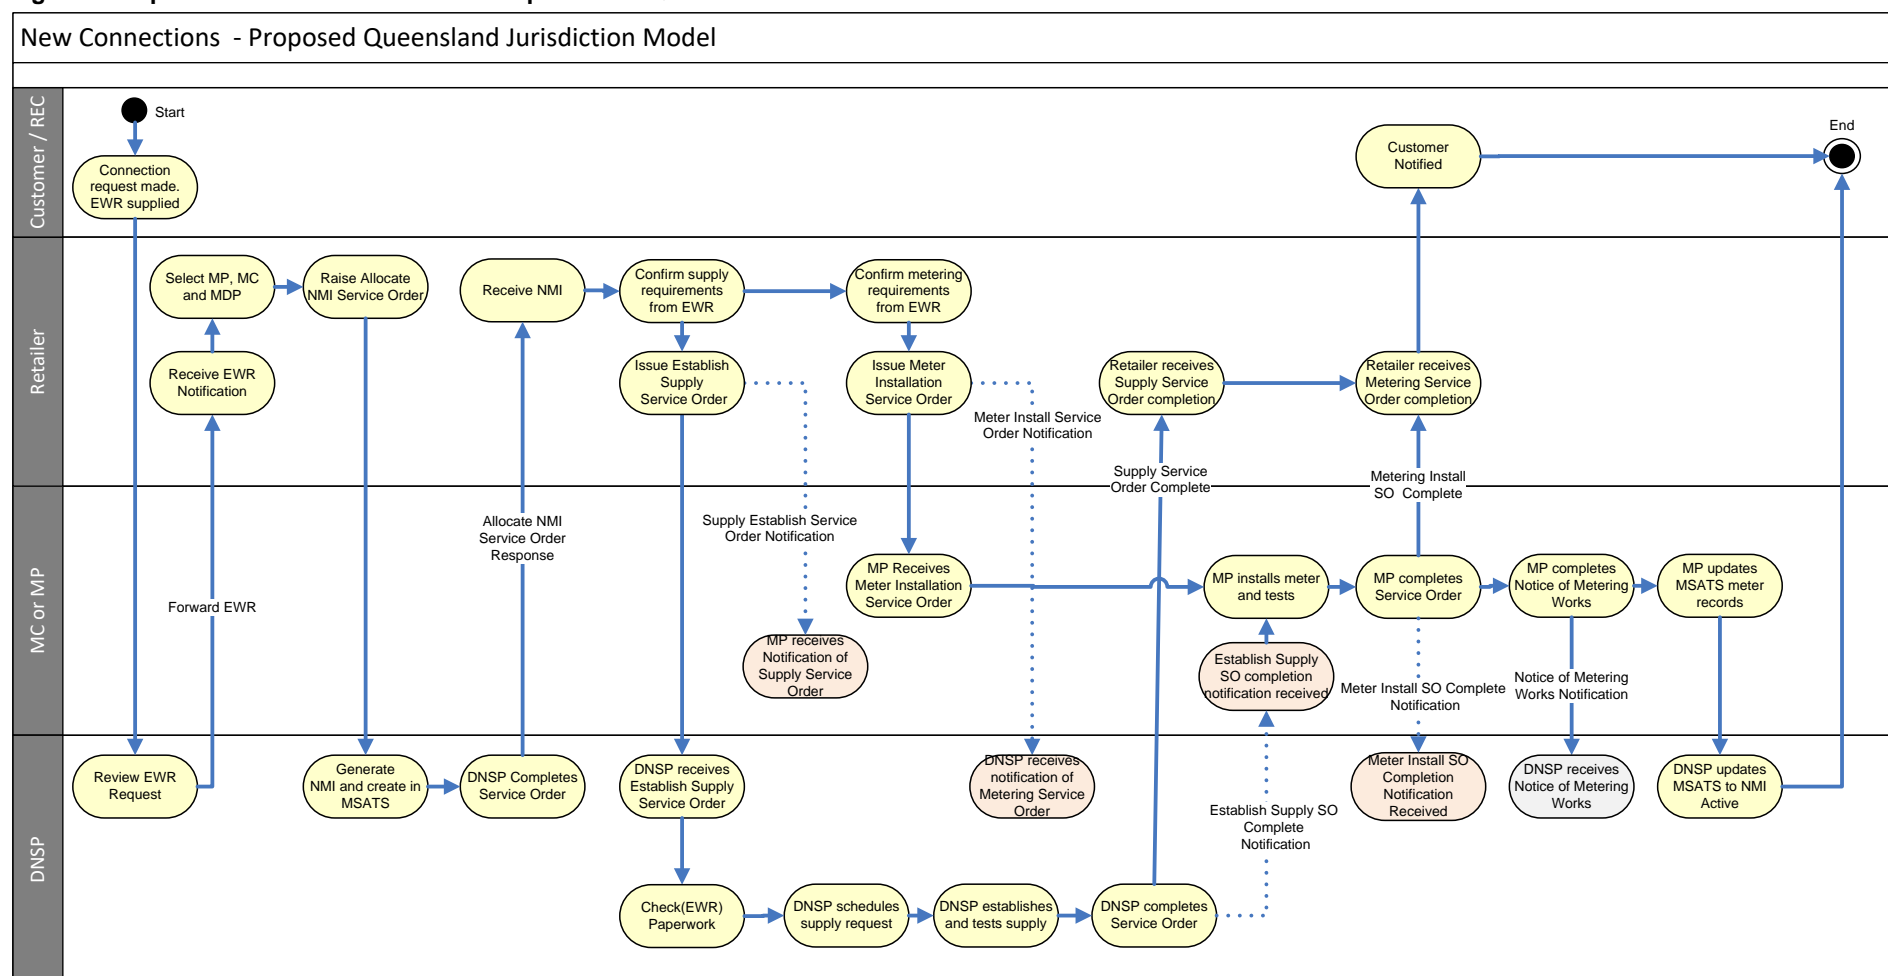 New Connections  - Proposed Queensland Jurisdiction Model
Customer / REC
Start
Connection
request made.
EWR supplied
Customer
Notified
End
Retailer
Select MP, MC
and MDP
Raise Allocate
NMI Service Order
Receive NMI
Confirm supply
requirements
from EWR
Confirm metering
requirements
from EWR
Receive EWR
Notification
Issue Establish
Supply
Service Order
Issue Meter
Installation
Service Order
Retailer receives
Supply Service
Order completion
Retailer receives
Metering Service
Order completion
Meter Install Service
Order Notification
Supply Service
Order Complete
Metering Install
SO  Complete
MC or MP
Allocate NMI
Service Order
Response
Supply Establish Service
Order Notification
Forward EWR
MP Receives
Meter Installation
Service Order
MP installs meter
and tests
MP completes
Service Order
MP completes
Notice of Metering
Works
MP updates
MSATS meter
records
MP receives
Notification of
Supply Service
Order
Establish Supply
SO completion
notification received
Meter Install SO Complete
Notification
Notice of Metering
Works Notification
DNSP
Review EWR
Request
Generate
NMI and create in
MSATS
DNSP Completes
Service Order
DNSP receives
Establish Supply
Service Order
DNSP receives
notification of
Metering Service
Order
Establish Supply SO
Complete
Notification
Meter Install SO
Completion
Notification
Received
DNSP receives
Notice of Metering
Works
DNSP updates
MSATS to NMI
Active
Check(EWR)
Paperwork
DNSP schedules
supply request
DNSP establishes
and tests supply
DNSP completes
Service Order